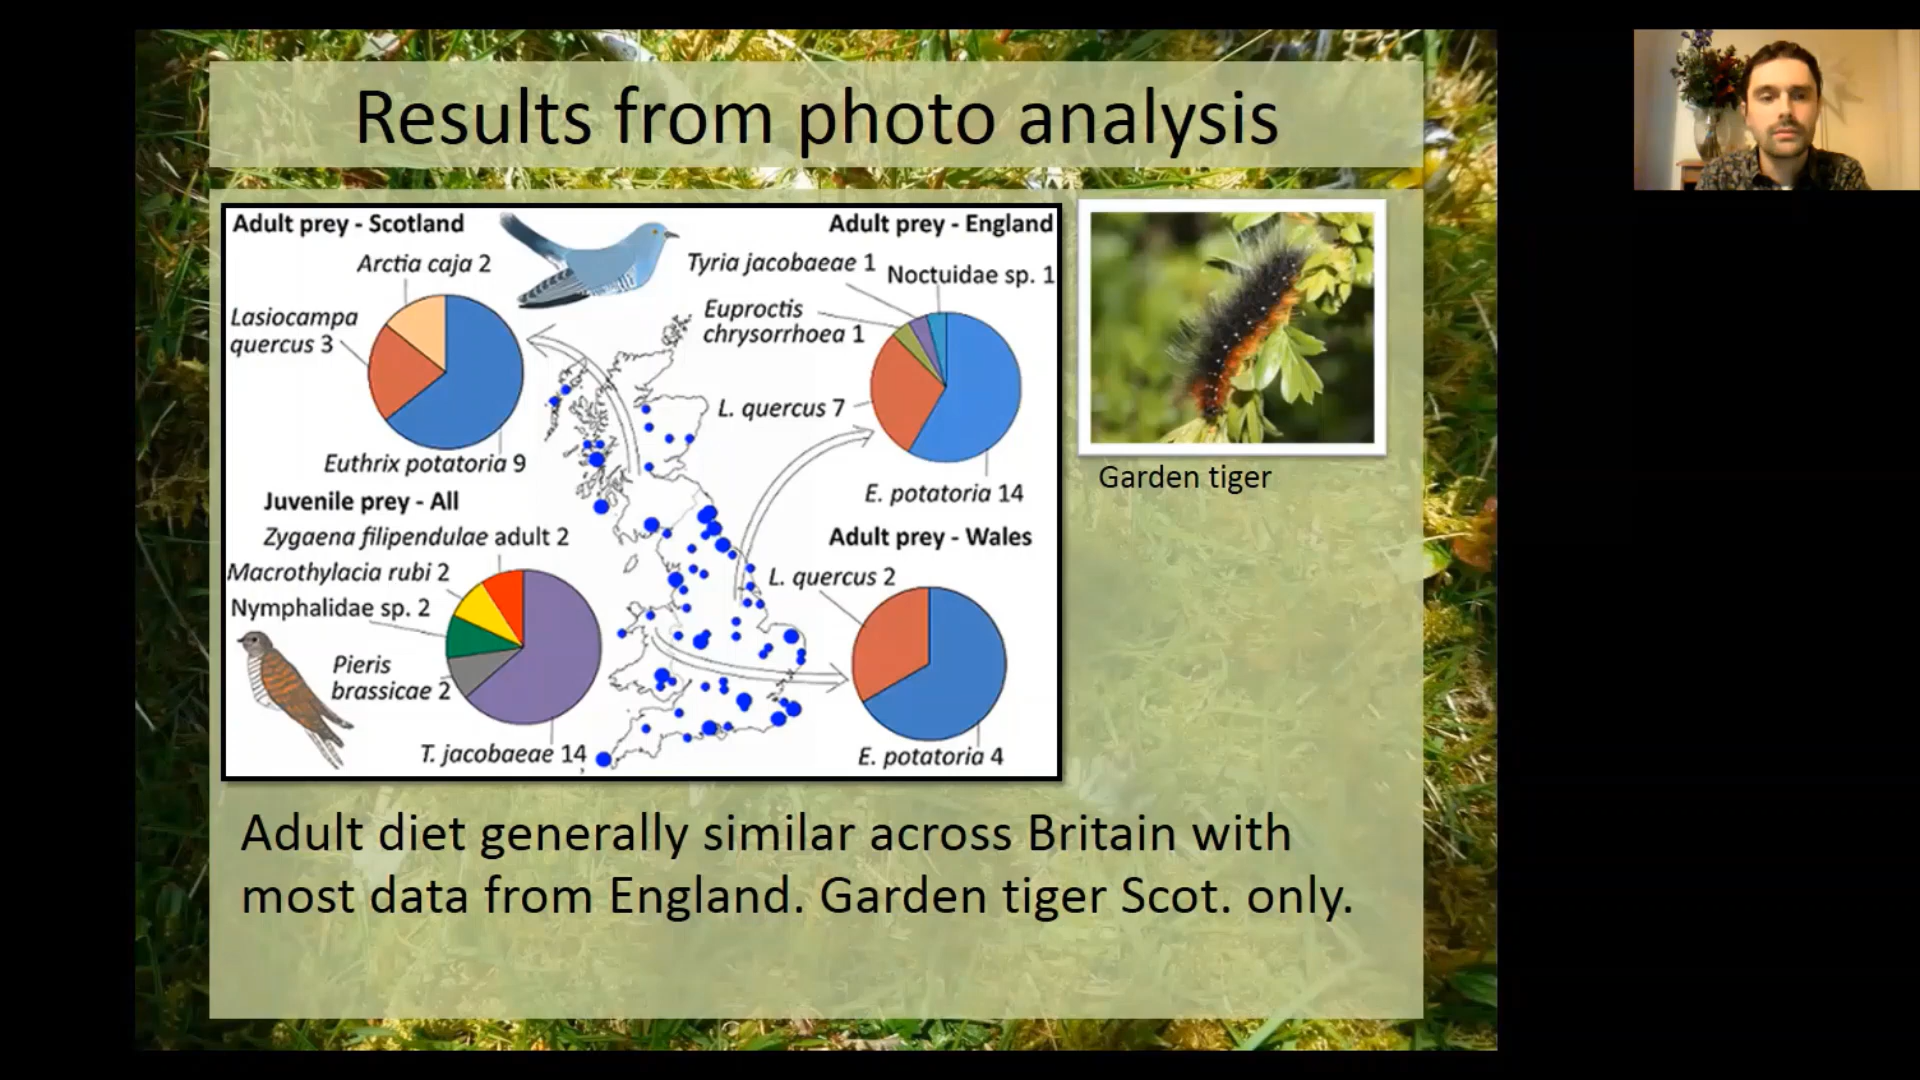 Results from photo analysis
Adult prey - Scotland
Arctia caja 2
Lasiocampa
quercus 3
Euthrix potatoria 9
Juvenile prey - All
Zygaena filipendulae adult 2
Macrothylacia rubi 2
Nymphalidae sp. 2
Pieris
brassicae 2
T. jacobaeae 14
Adult prey - England
Tyria jacobaeae 1
Noctuidae sp. 1
Euproctis
chrysorrhoea 1
L. quercus 7
E. potatoria 14
Adult prey - Wales
L. quercus 2
E. potatoria 4
Garden tiger
Adult diet generally similar across Britain with
most data from England. Garden tiger Scot. only.